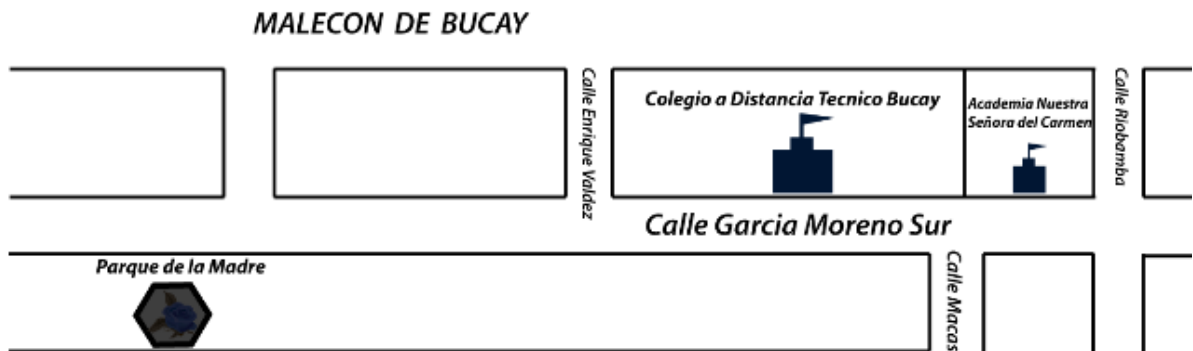 MALECON DE BUCAY
Calle Enrique Valdez
Colegio a Distancia Tecnico Bucay
Academia Nuestra
Señora del Carmen
Calle Riobamba
Calle Garcia Moreno Sur
Parque de la Madre
Calle Macas